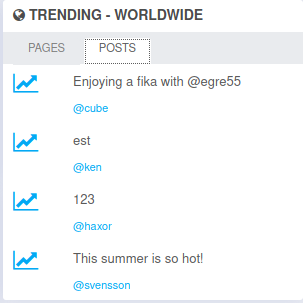 TRENDING - WORLDWIDE
PAGES POSTS
Enjoying a fika with @egre55
@cube
est
@ken
123
@haxor
This summer is so hot!
@svensson